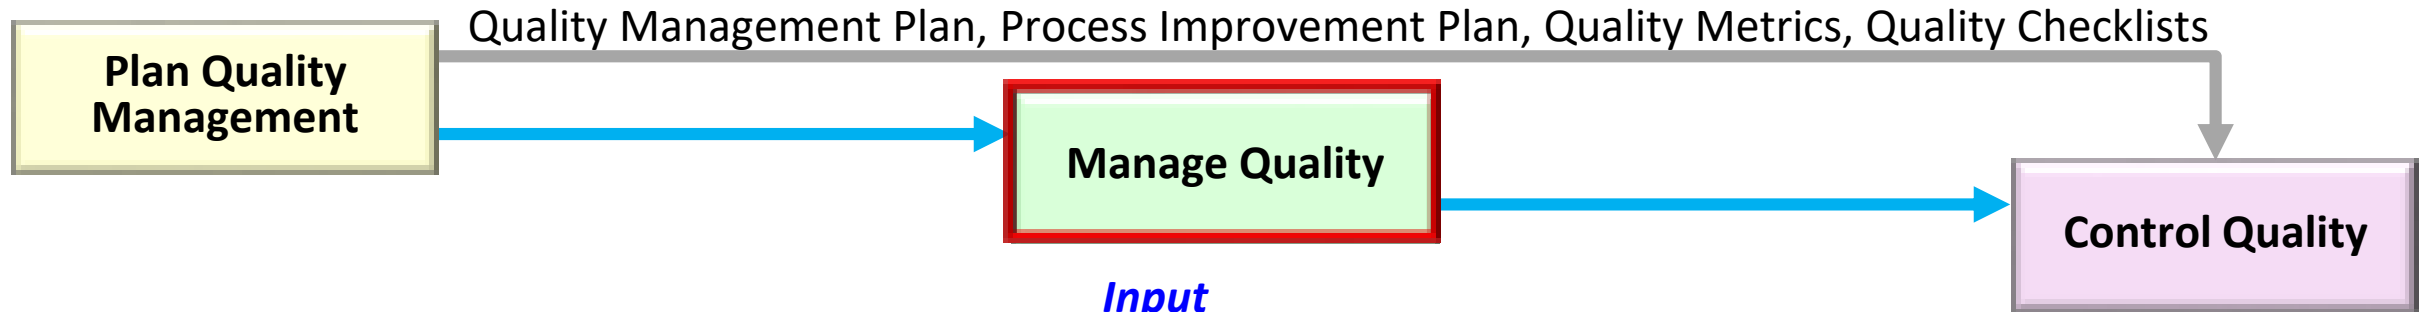 Quality Management Plan, Process Improvement Plan, Quality Metrics, Quality Checklists
Plan Quality
Management
Manage Quality
Control Quality
Input